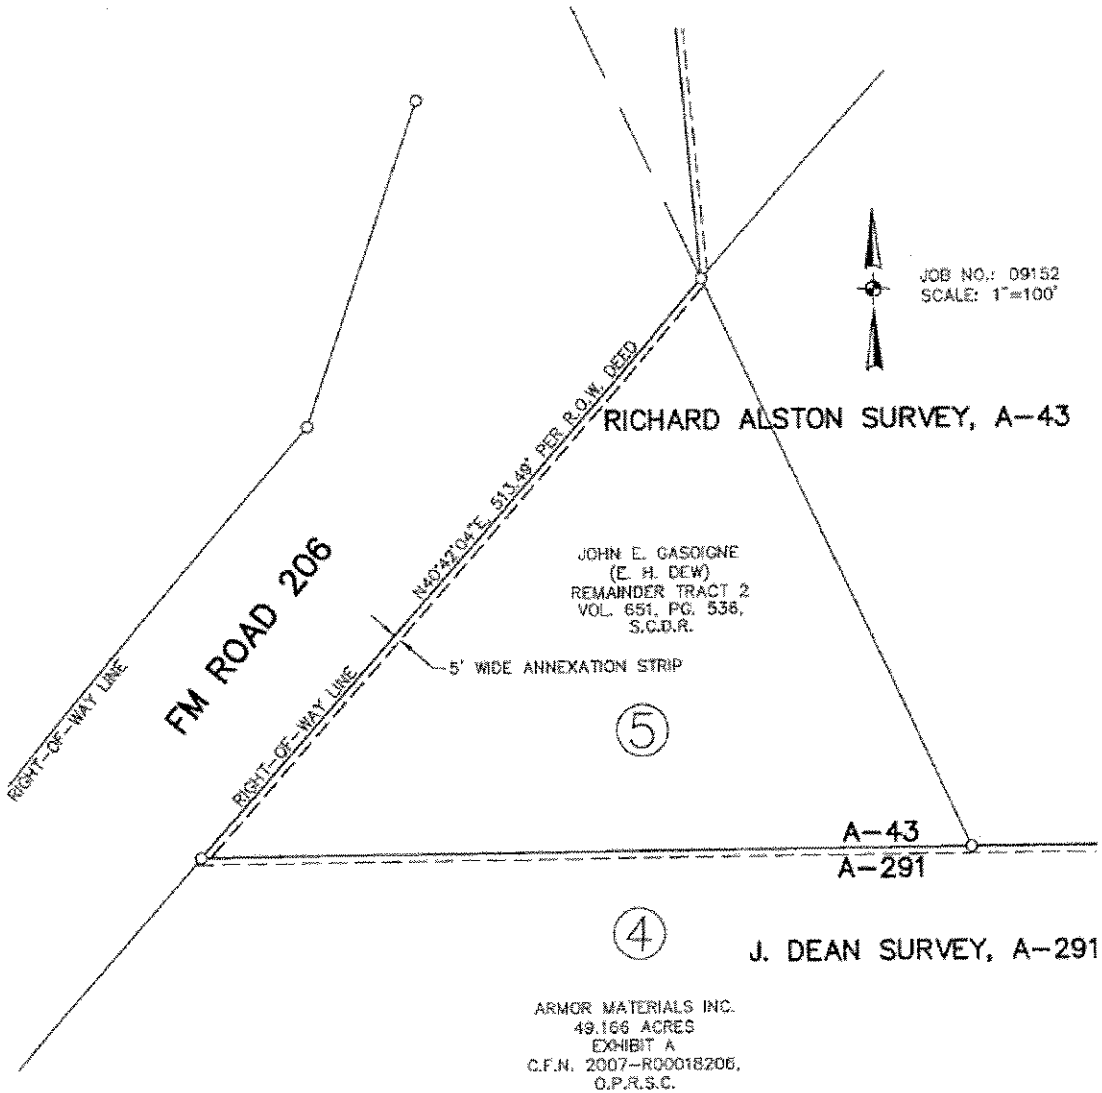 JOB NO.: 09152
SCALE: 1"=100'
RICHARD ALSTON SURVEY, A-43
N40°42'04"E, 513.49' PER R.O.W. DEED
JOHN E. GASOIGNE
(E. H. DEW)
REMAINDER TRACT 2
VOL. 651, PG. 536,
S.C.D.R.
FM ROAD 206
5' WIDE ANNEXATION STRIP
RIGHT-OF-WAY LINE
RIGHT-OF-WAY LINE
5
A-43
A-291
4
J. DEAN SURVEY, A-291
ARMOR MATERIALS INC.
49.166 ACRES
EXHIBIT A
C.F.N. 2007-R00018206,
O.P.R.S.C.